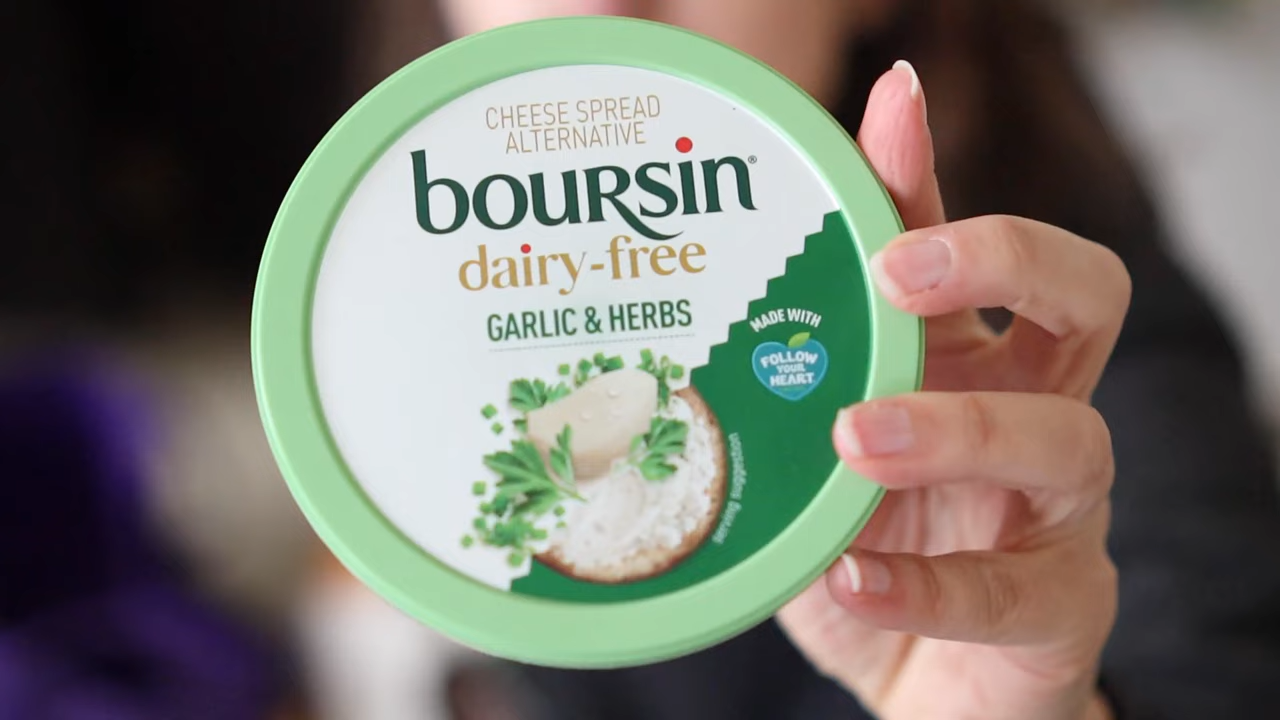 CHEESE SPREAD
ALTERNATIVE
boursin®
dairy-free
GARLIC & HERBS
MADE WITH
FOLLOW
YOUR
HEART
serving suggestion